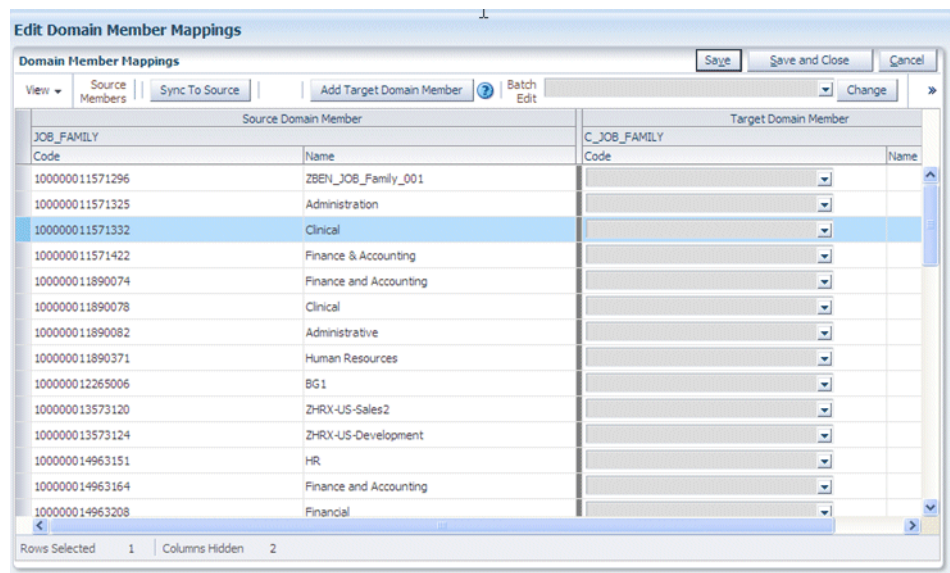 Edit Domain Member Mappings
Domain Member Mappings
Save
Save and Close
Cancel
View
Source Members
Sync To Source
Add Target Domain Member
?
Batch Edit
Change
»
Source Domain Member
Target Domain Member
JOB_FAMILY
C_JOB_FAMILY
Code Name Code Name
100000011571296 ZBEN_JOB_Family_001
100000011571325 Administration
100000011571332 Clinical
100000011571422 Finance & Accounting
100000011890074 Finance and Accounting
100000011890078 Clinical
100000011890082 Administrative
100000011890371 Human Resources
100000012265006 BG1
100000013573120 ZHRX-US-Sales2
100000013573124 ZHRX-US-Development
100000014963151 HR
100000014963164 Finance and Accounting
100000014963208 Financial
Rows Selected 1 Columns Hidden 2